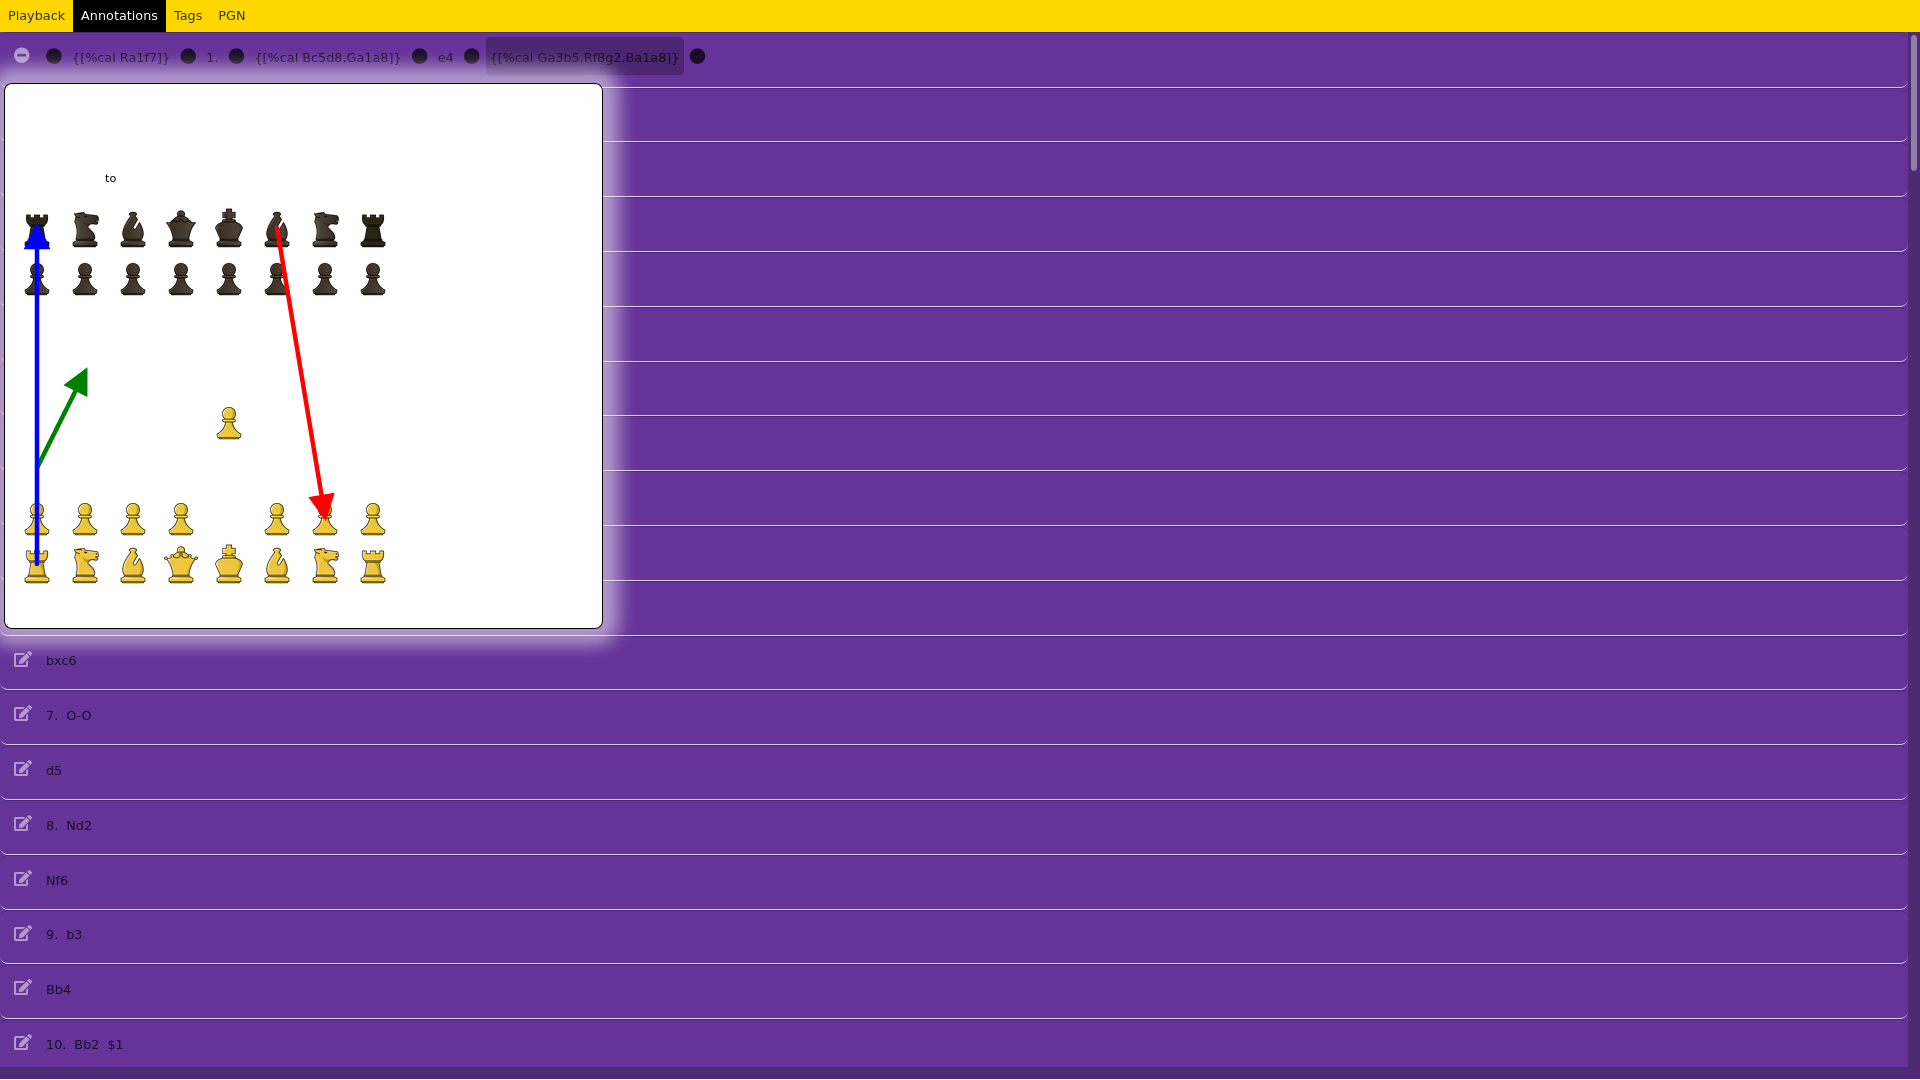 Playback Annotations Tags PGN
{[%cal Ra1f7]} 1. {[%cal Bc5d8,Ga1a8]} e4 {[%cal Ga3b5,Rf8g2,Ba1a8]}
to
bxc6
7. O-O
d5
8. Nd2
Nf6
9. b3
Bb4
10. Bb2 $1